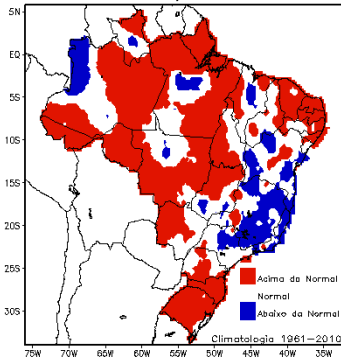 5N
EQ
5S
10S
15S
20S
25S
30S
Acima da Normal
Normal
Abaixo da Normal
Climatologia 1961-2010
75W 70W 65W 60W 55W 50W 45W 40W 35W